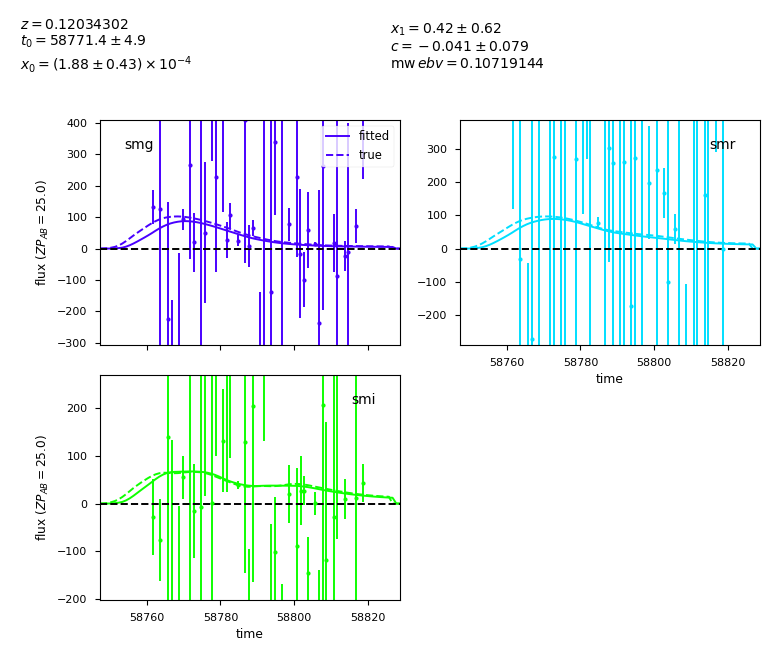 z = 0.12034302
t₀ = 58771.4 ± 4.9
x₀ = (1.88 ± 0.43) × 10⁻⁴
x₁ = 0.42 ± 0.62
c = −0.041 ± 0.079
mwebv = 0.10719144
400
300
200
100
0
−100
−200
−300
flux (ZP_AB = 25.0)
smg
fitted
true
300
200
100
0
−100
−200
smr
58760
58780
58800
58820
time
200
100
0
−100
−200
flux (ZP_AB = 25.0)
smi
58760
58780
58800
58820
time